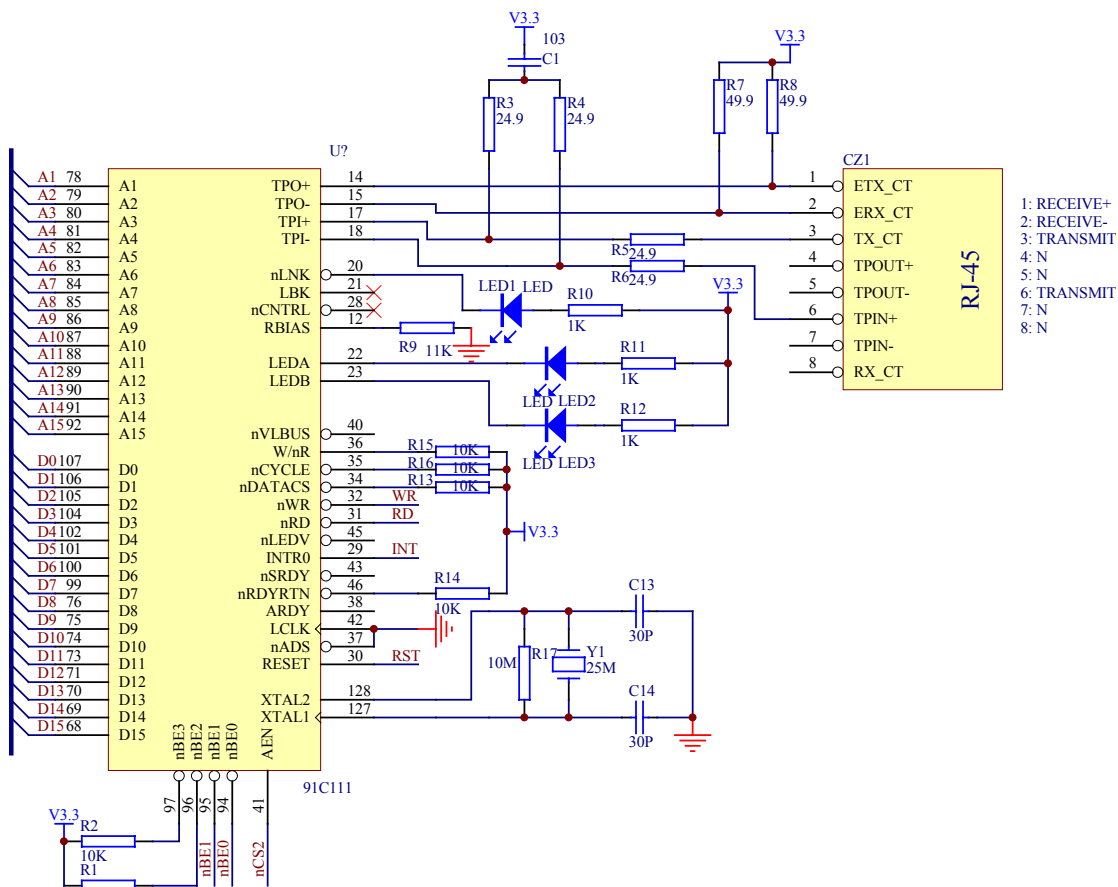 V3.3
103
C1
R3
24.9
R4
24.9
V3.3
R7
49.9
R8
49.9
U?
CZ1
A1 78 A1
A2 79 A2
A3 80 A3
A4 81 A4
A5 82 A5
A6 83 A6
A7 84 A7
A8 85 A8
A9 86 A9
A10 87 A10
A11 88 A11
A12 89 A12
A13 90 A13
A14 91 A14
A15 92 A15
D0 107 D0
D1 106 D1
D2 105 D2
D3 104 D3
D4 102 D4
D5 101 D5
D6 100 D6
D7 99 D7
D8 76 D8
D9 75 D9
D10 74 D10
D11 73 D11
D12 71 D12
D13 70 D13
D14 69 D14
D15 68 D15
TPO+ 14
TPO- 15
TPI+ 17
TPI- 18
nLNK 20
LBK 21
nCNTRL 28
RBIAS 12
LEDA 22
LEDB 23
nVLBUS 40
W/nR 36
nCYCLE 35
nDATACS 34
nWR 32 WR
nRD 31 RD
nLEDV 45
INTR0 29 INT
nSRDY 43
nRDYRTN 46
ARDY 38
LCLK 42
nADS 37
RESET 30 RST
XTAL2 128
XTAL1 127
nBE3 97
nBE2 96
nBE1 95 nBE1
nBE0 94 nBE0
AEN 41 nCS2
91C111
R5
24.9
R6
24.9
LED1 LED
R10
1K
V3.3
R9 11K
R11
1K
LED LED2
R12
1K
LED LED3
R15 10K
R16 10K
R13 10K
V3.3
R14
10K
10M R17
Y1
25M
C13
30P
C14
30P
V3.3
R2
10K
R1
1 ETX_CT
2 ERX_CT
3 TX_CT
4 TPOUT+
5 TPOUT-
6 TPIN+
7 TPIN-
8 RX_CT
RJ-45
1: RECEIVE+
2: RECEIVE-
3: TRANSMIT
4: N
5: N
6: TRANSMIT
7: N
8: N